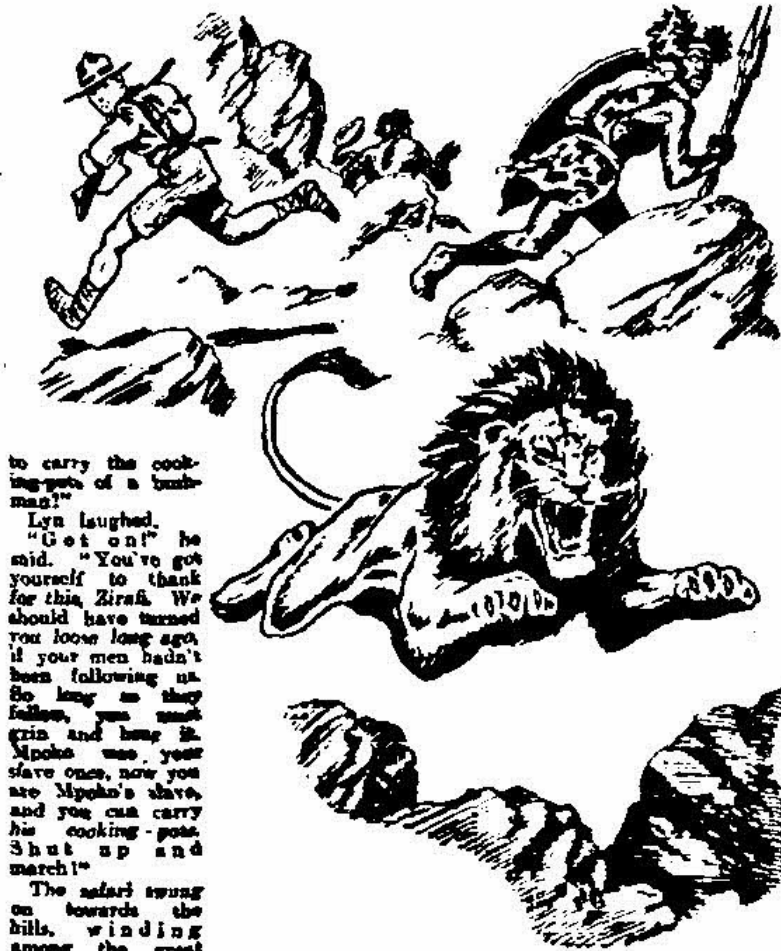 to carry the cook-
ing-pots of a bush-
man!"
Lyn laughed.
"Get on!" he
said. "You've got
yourself to thank
for this, Zirafi. We
should have turned
you loose long ago,
if your men hadn't
been following us.
So long as they
follow, you must
grin and bear it.
Mpoko was your
slave once, now you
are Mpoko's slave,
and you can carry
his cooking-pots.
Shut up and
march!"
The safari swung
on towards the
hills, winding
among the great